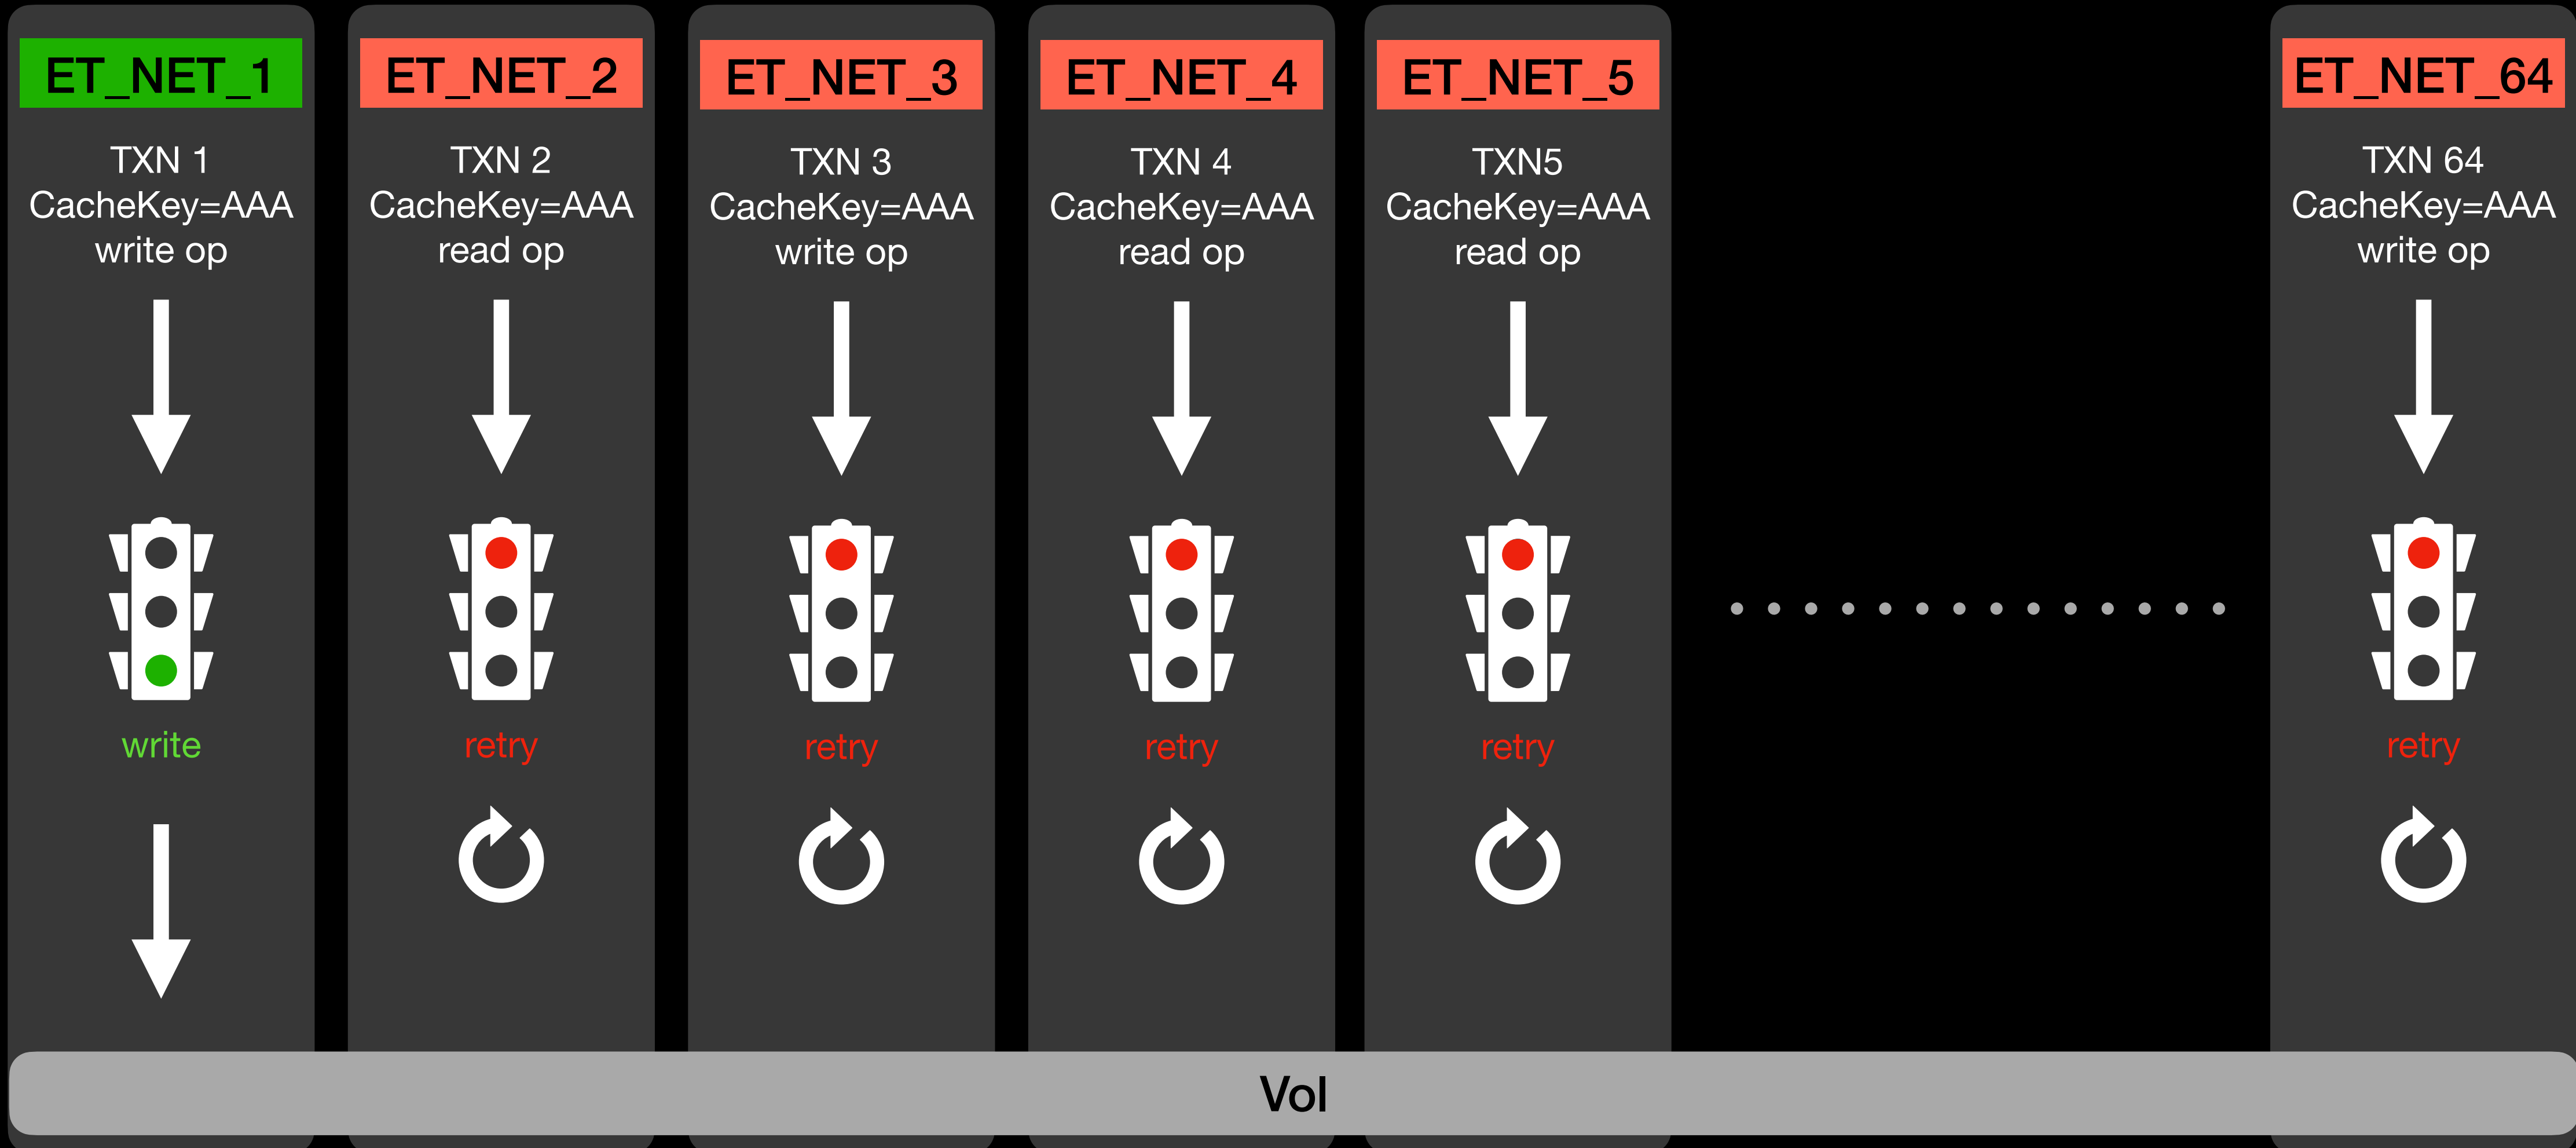 ET_NET_1
TXN 1
CacheKey=AAA
write op
write
ET_NET_2
TXN 2
CacheKey=AAA
read op
retry
ET_NET_3
TXN 3
CacheKey=AAA
write op
retry
ET_NET_4
TXN 4
CacheKey=AAA
read op
retry
ET_NET_5
TXN5
CacheKey=AAA
read op
retry
ET_NET_64
TXN 64
CacheKey=AAA
write op
retry
Vol